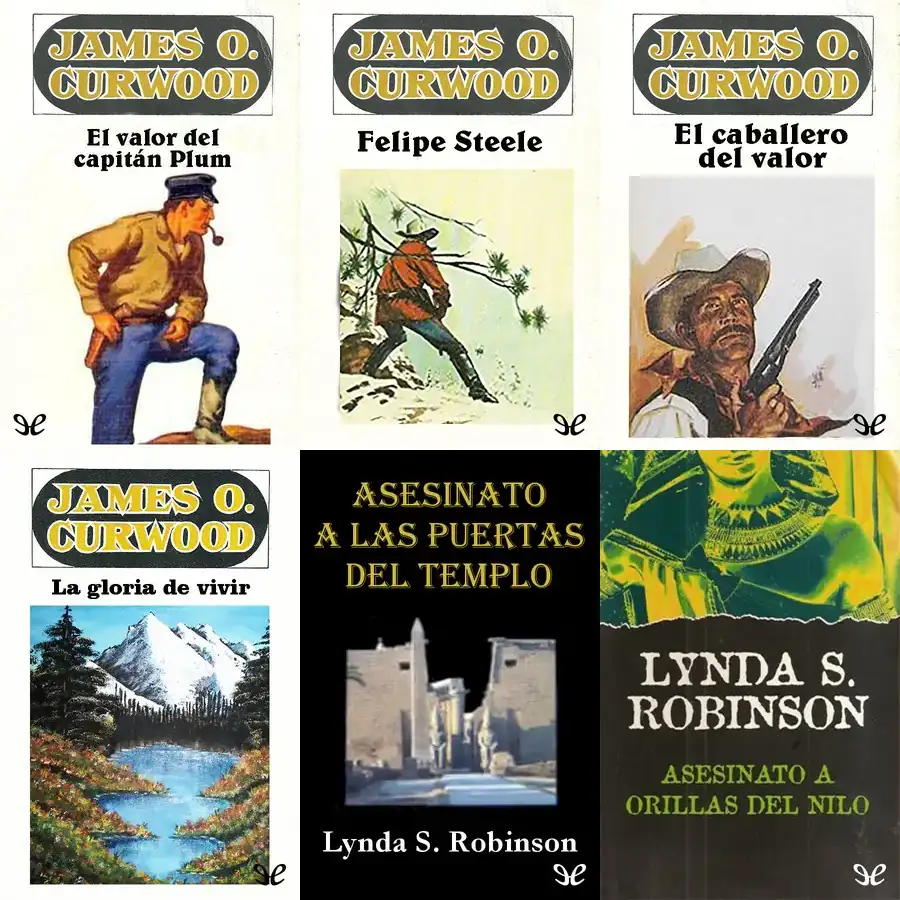 JAMES O.
CURWOOD
El valor del
capitán Plum
JAMES O.
CURWOOD
Felipe Steele
JAMES O.
CURWOOD
El caballero
del valor
JAMES O.
CURWOOD
La gloria de vivir
ASESINATO
A LAS PUERTAS
DEL TEMPLO
Lynda S. Robinson
LYNDA S.
ROBINSON
ASESINATO A
ORILLAS DEL NILO